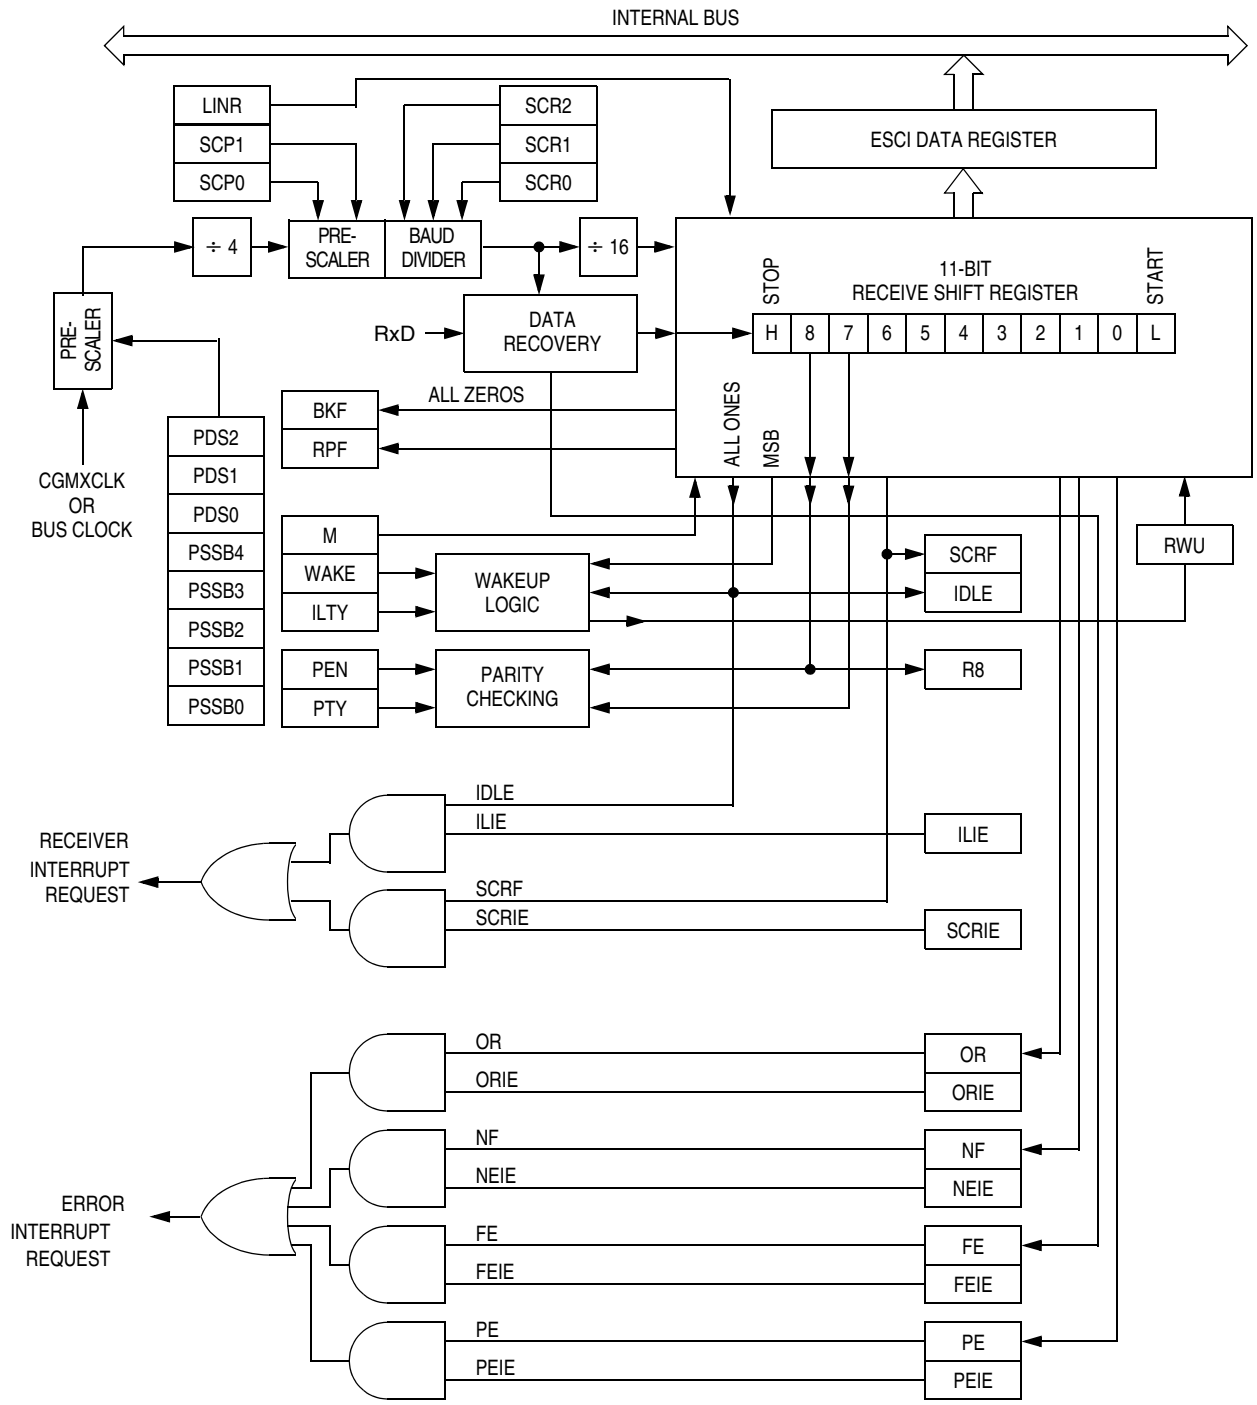 INTERNAL BUS
LINR
SCP1
SCP0
SCR2
SCR1
SCR0
ESCI DATA REGISTER
÷ 4
PRE-
SCALER
BAUD
DIVIDER
÷ 16
PRE-
SCALER
RxD
DATA
RECOVERY
STOP
11-BIT
RECEIVE SHIFT REGISTER
START
H 8 7 6 5 4 3 2 1 0 L
ALL ZEROS
BKF
RPF
ALL ONES
MSB
CGMXCLK
OR
BUS CLOCK
PDS2
PDS1
PDS0
PSSB4
PSSB3
PSSB2
PSSB1
PSSB0
M
WAKE
ILTY
WAKEUP
LOGIC
SCRF
IDLE
RWU
PEN
PTY
PARITY
CHECKING
R8
IDLE
ILIE
ILIE
RECEIVER
INTERRUPT
REQUEST
SCRF
SCRIE
SCRIE
OR
ORIE
OR
ORIE
NF
NEIE
NF
NEIE
ERROR
INTERRUPT
REQUEST
FE
FEIE
FE
FEIE
PE
PEIE
PE
PEIE